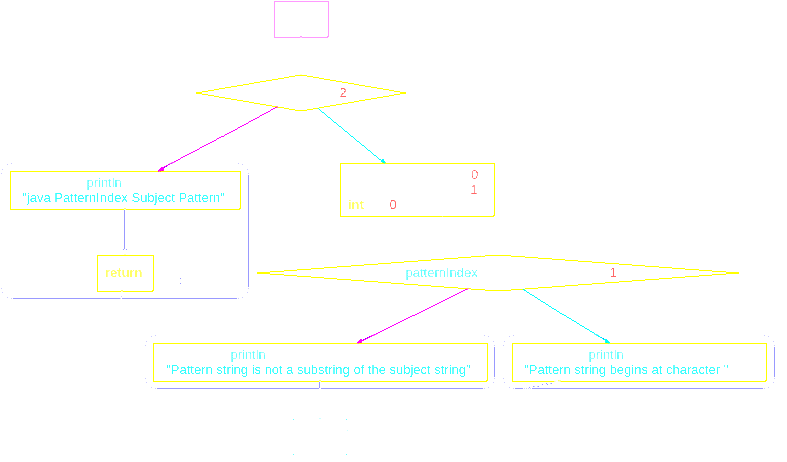 2
println
"java PatternIndex Subject Pattern"
0
1
int 0
return ;
patternIndex 1
println
"Pattern string is not a substring of the subject string"
println
"Pattern string begins at character "